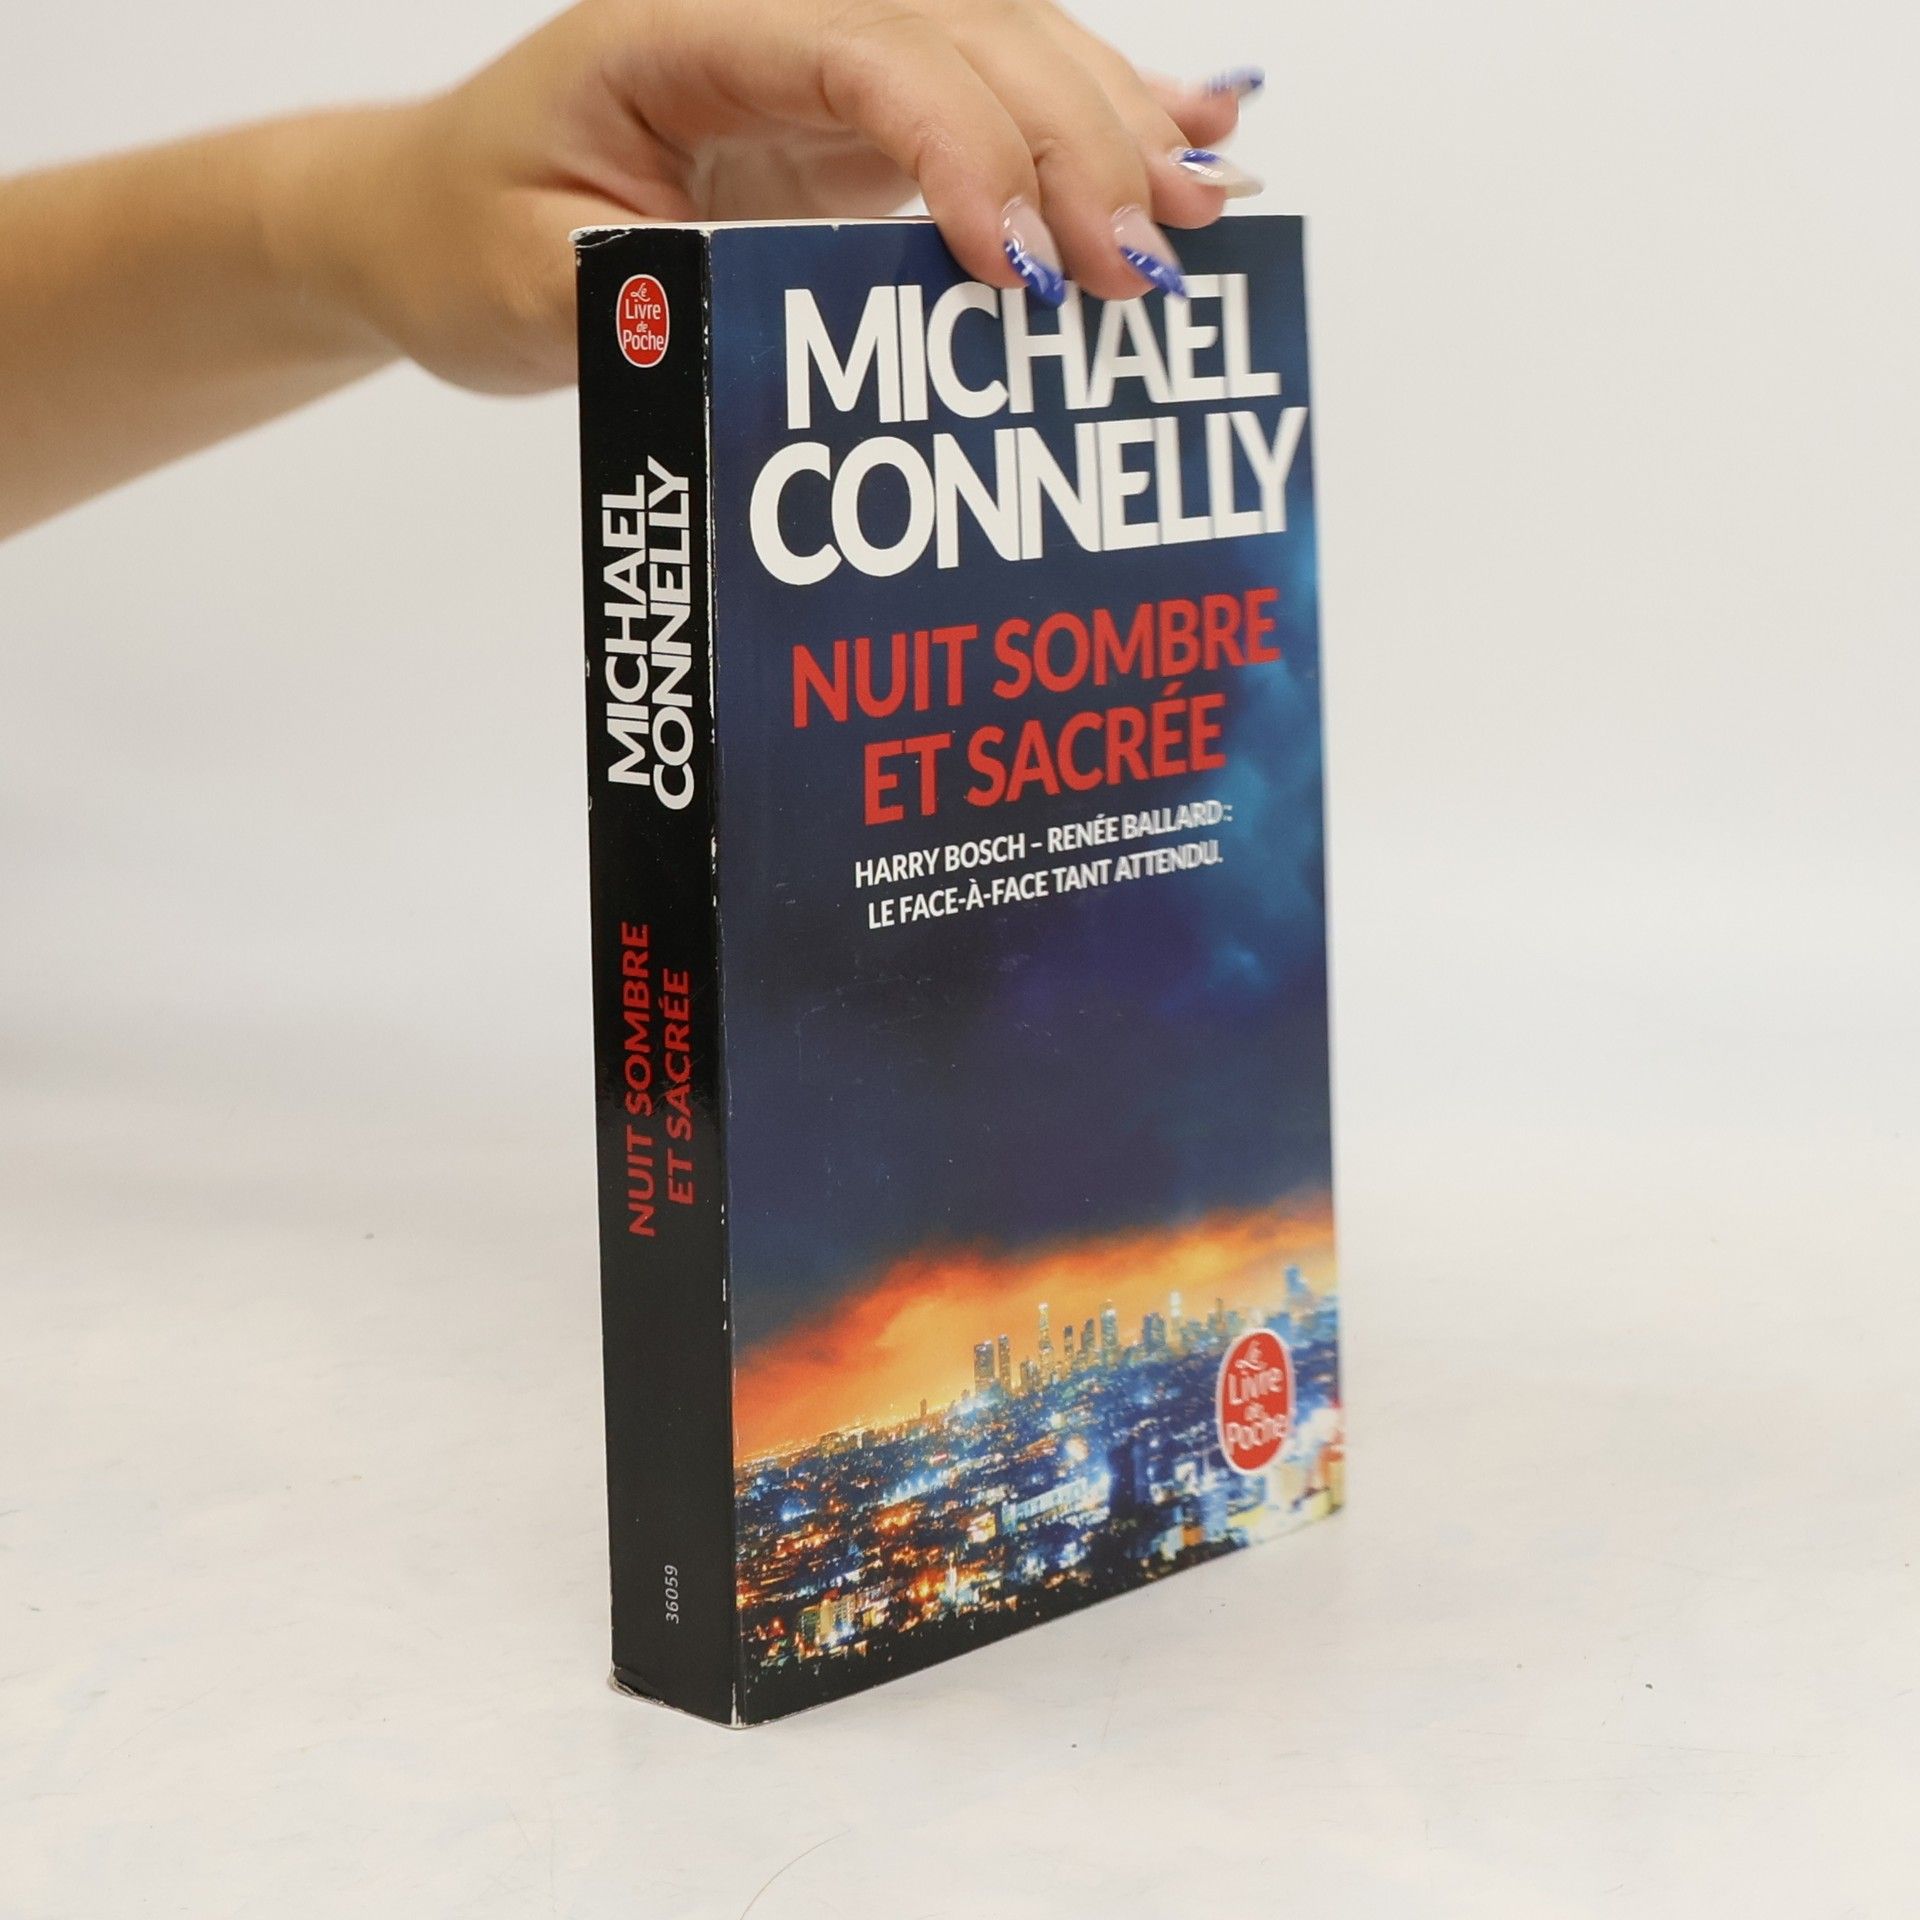 Le
Livre
de
Poche
MICHAEL
CONNELLY
NUIT SOMBRE
ET SACRÉE
36059
MICHAEL
CONNELLY
NUIT SOMBRE
ET SACRÉE
HARRY BOSCH – RENÉE BALLARD :
LE FACE-À-FACE TANT ATTENDU.
Le
Livre
de
Poche